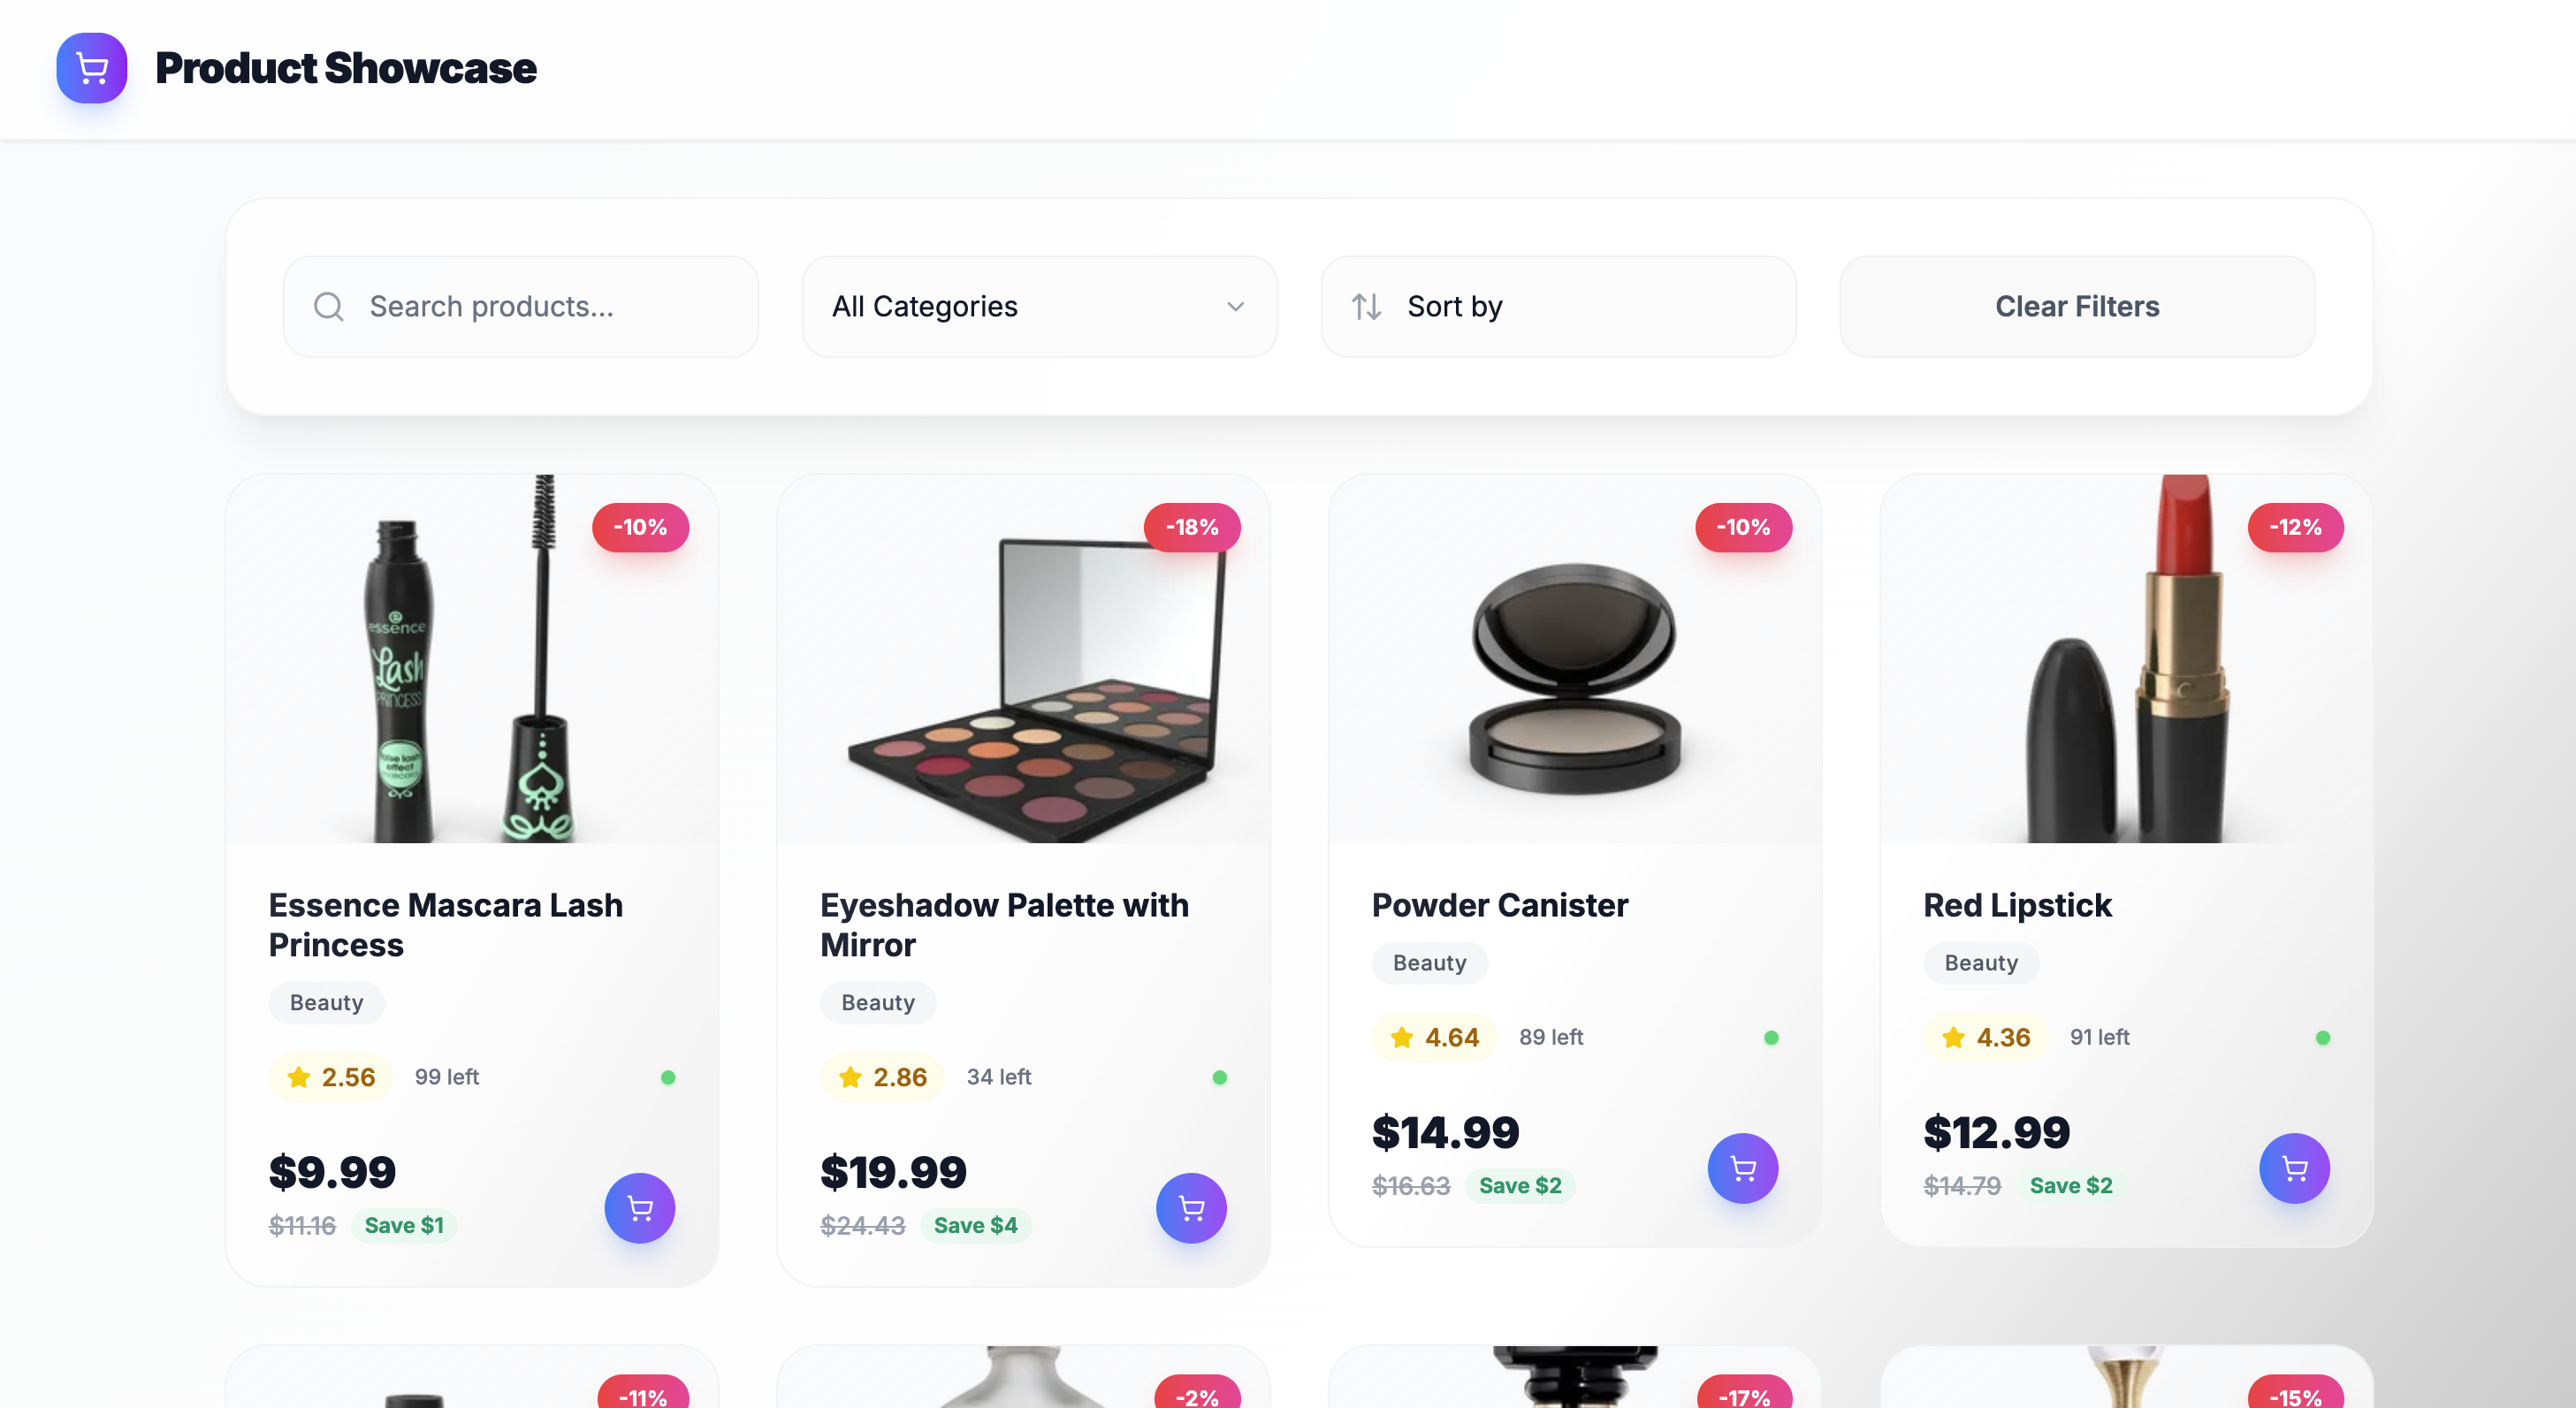 Product Showcase
Search products...
All Categories
Sort by
Clear Filters
-10%
essence
Lash
PRINCESS
effect
mascara
Essence Mascara Lash
Princess
Beauty
2.56
99 left
$9.99
$11.16
Save $1
-18%
Eyeshadow Palette with
Mirror
Beauty
2.86
34 left
$19.99
$24.43
Save $4
-10%
Powder Canister
Beauty
4.64
89 left
$14.99
$16.63
Save $2
-12%
Red Lipstick
Beauty
4.36
91 left
$12.99
$14.79
Save $2
-11%
-2%
-17%
-15%